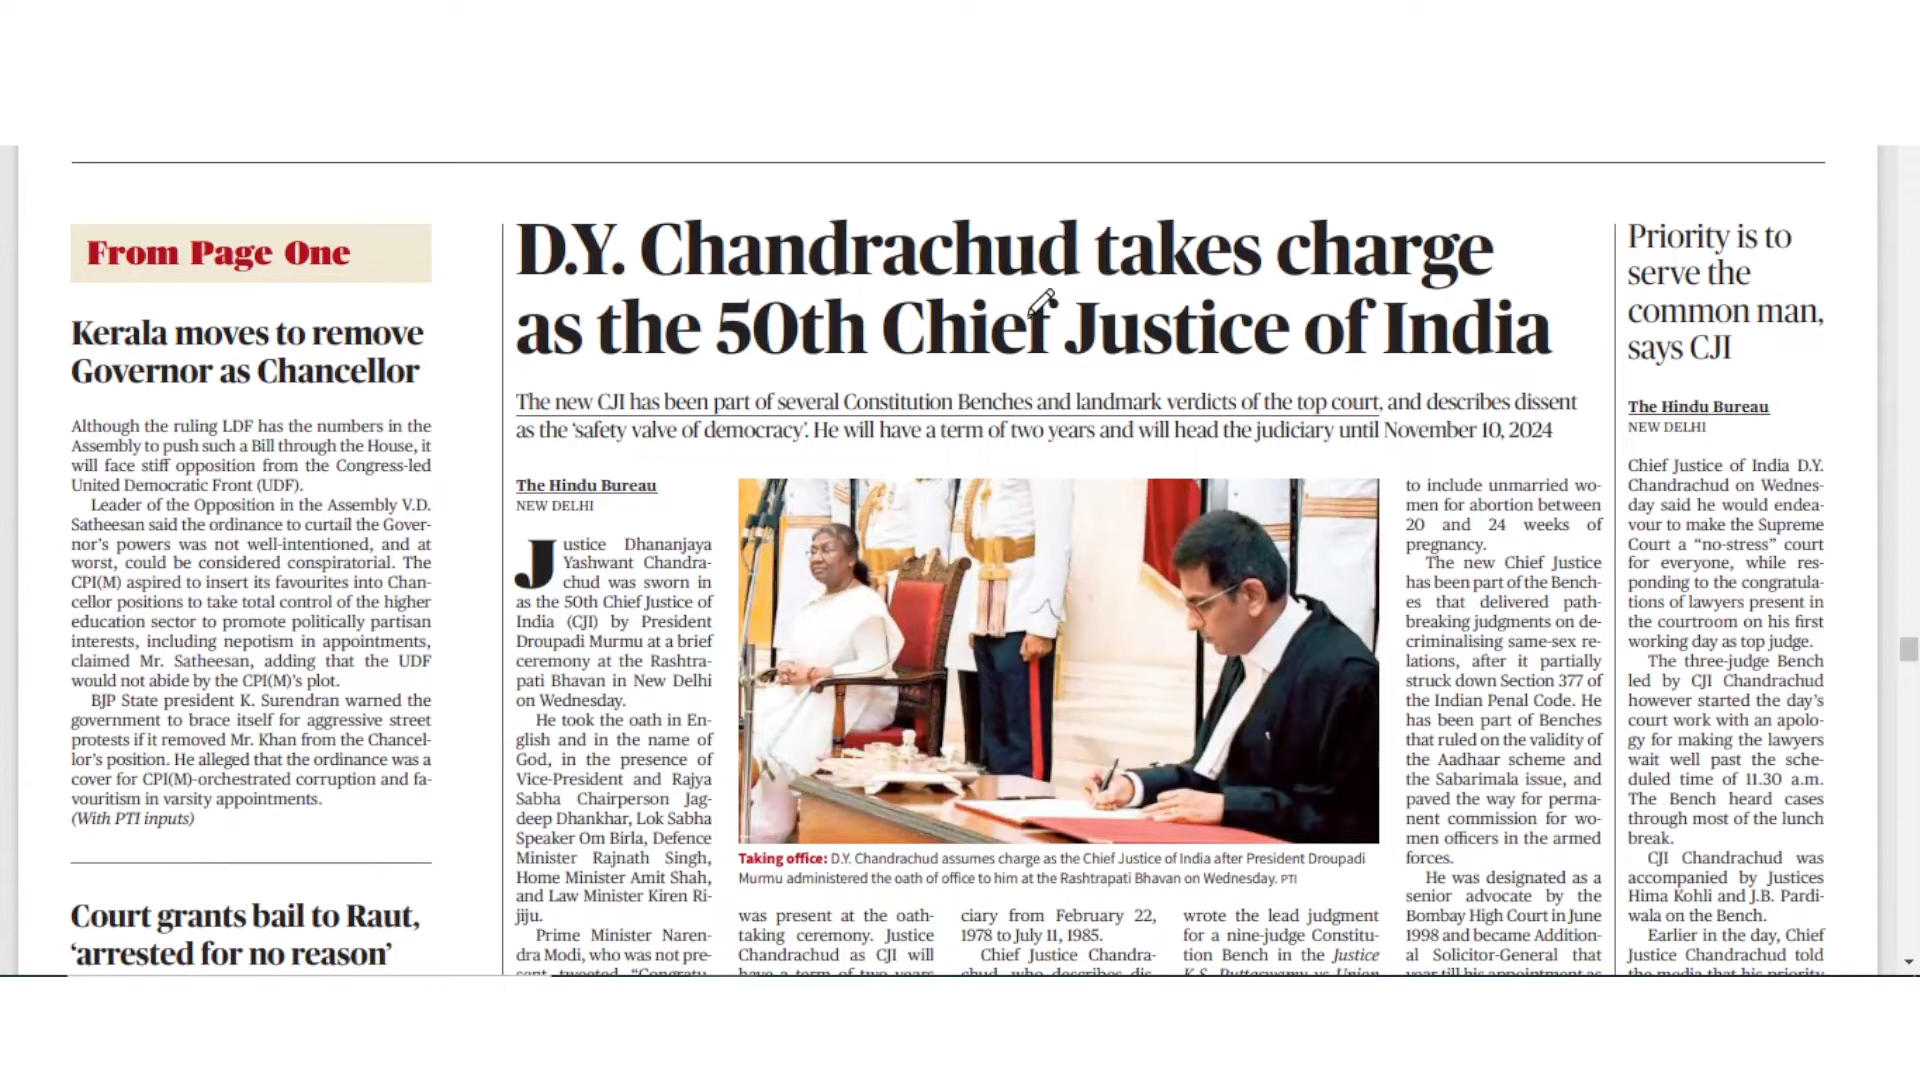 From Page One
Kerala moves to remove
Governor as Chancellor
Although the ruling LDF has the numbers in the
Assembly to push such a Bill through the House, it
will face stiff opposition from the Congress-led
United Democratic Front (UDF).
Leader of the Opposition in the Assembly V.D.
Satheesan said the ordinance to curtail the Gover-
nor's powers was not well-intentioned, and at
worst, could be considered conspiratorial. The
CPI(M) aspired to insert its favourites into Chan-
cellor positions to take total control of the higher
education sector to promote politically partisan
interests, including nepotism in appointments,
claimed Mr. Satheesan, adding that the UDF
would not abide by the CPI(M)'s plot.
BJP State president K. Surendran warned the
government to brace itself for aggressive street
protests if it removed Mr. Khan from the Chancel-
lor's position. He alleged that the ordinance was a
cover for CPI(M)-orchestrated corruption and fa-
vouritism in varsity appointments.
(With PTI inputs)
Court grants bail to Raut,
‘arrested for no reason’
D.Y. Chandrachud takes charge
as the 50th Chief Justice of India
The new CJI has been part of several Constitution Benches and landmark verdicts of the top court, and describes dissent
as the ‘safety valve of democracy’. He will have a term of two years and will head the judiciary until November 10, 2024
The Hindu Bureau
NEW DELHI
Justice Dhananjaya
Yashwant Chandra-
chud was sworn in
as the 50th Chief Justice of
India (CJI) by President
Droupadi Murmu at a brief
ceremony at the Rashtra-
pati Bhavan in New Delhi
on Wednesday.
He took the oath in En-
glish and in the name of
God, in the presence of
Vice-President and Rajya
Sabha Chairperson Jag-
deep Dhankhar, Lok Sabha
Speaker Om Birla, Defence
Minister Rajnath Singh,
Home Minister Amit Shah,
and Law Minister Kiren Ri-
jiju.
Prime Minister Naren-
dra Modi, who was not pre-
sent, tweeted, “Congratu-
Taking office: D.Y. Chandrachud assumes charge as the Chief Justice of India after President Droupadi
Murmu administered the oath of office to him at the Rashtrapati Bhavan on Wednesday. PTI
was present at the oath-
taking ceremony. Justice
Chandrachud as CJI will
have a term of two years
ciary from February 22,
1978 to July 11, 1985.
Chief Justice Chandra-
chud, who describes dis-
wrote the lead judgment
for a nine-judge Constitu-
tion Bench in the Justice
K.S. Puttaswamy vs Union
to include unmarried wo-
men for abortion between
20 and 24 weeks of
pregnancy.
The new Chief Justice
has been part of the Bench-
es that delivered path-
breaking judgments on de-
criminalising same-sex re-
lations, after it partially
struck down Section 377 of
the Indian Penal Code. He
has been part of Benches
that ruled on the validity of
the Aadhaar scheme and
the Sabarimala issue, and
paved the way for perma-
nent commission for wo-
men officers in the armed
forces.
He was designated as a
senior advocate by the
Bombay High Court in June
1998 and became Addition-
al Solicitor-General that
year till his appointment as
Priority is to
serve the
common man,
says CJI
The Hindu Bureau
NEW DELHI
Chief Justice of India D.Y.
Chandrachud on Wednes-
day said he would endea-
vour to make the Supreme
Court a “no-stress” court
for everyone, while res-
ponding to the congratula-
tions of lawyers present in
the courtroom on his first
working day as top judge.
The three-judge Bench
led by CJI Chandrachud
however started the day's
court work with an apolo-
gy for making the lawyers
wait well past the sche-
duled time of 11.30 a.m.
The Bench heard cases
through most of the lunch
break.
CJI Chandrachud was
accompanied by Justices
Hima Kohli and J.B. Pardi-
wala on the Bench.
Earlier in the day, Chief
Justice Chandrachud told
the media that his priority